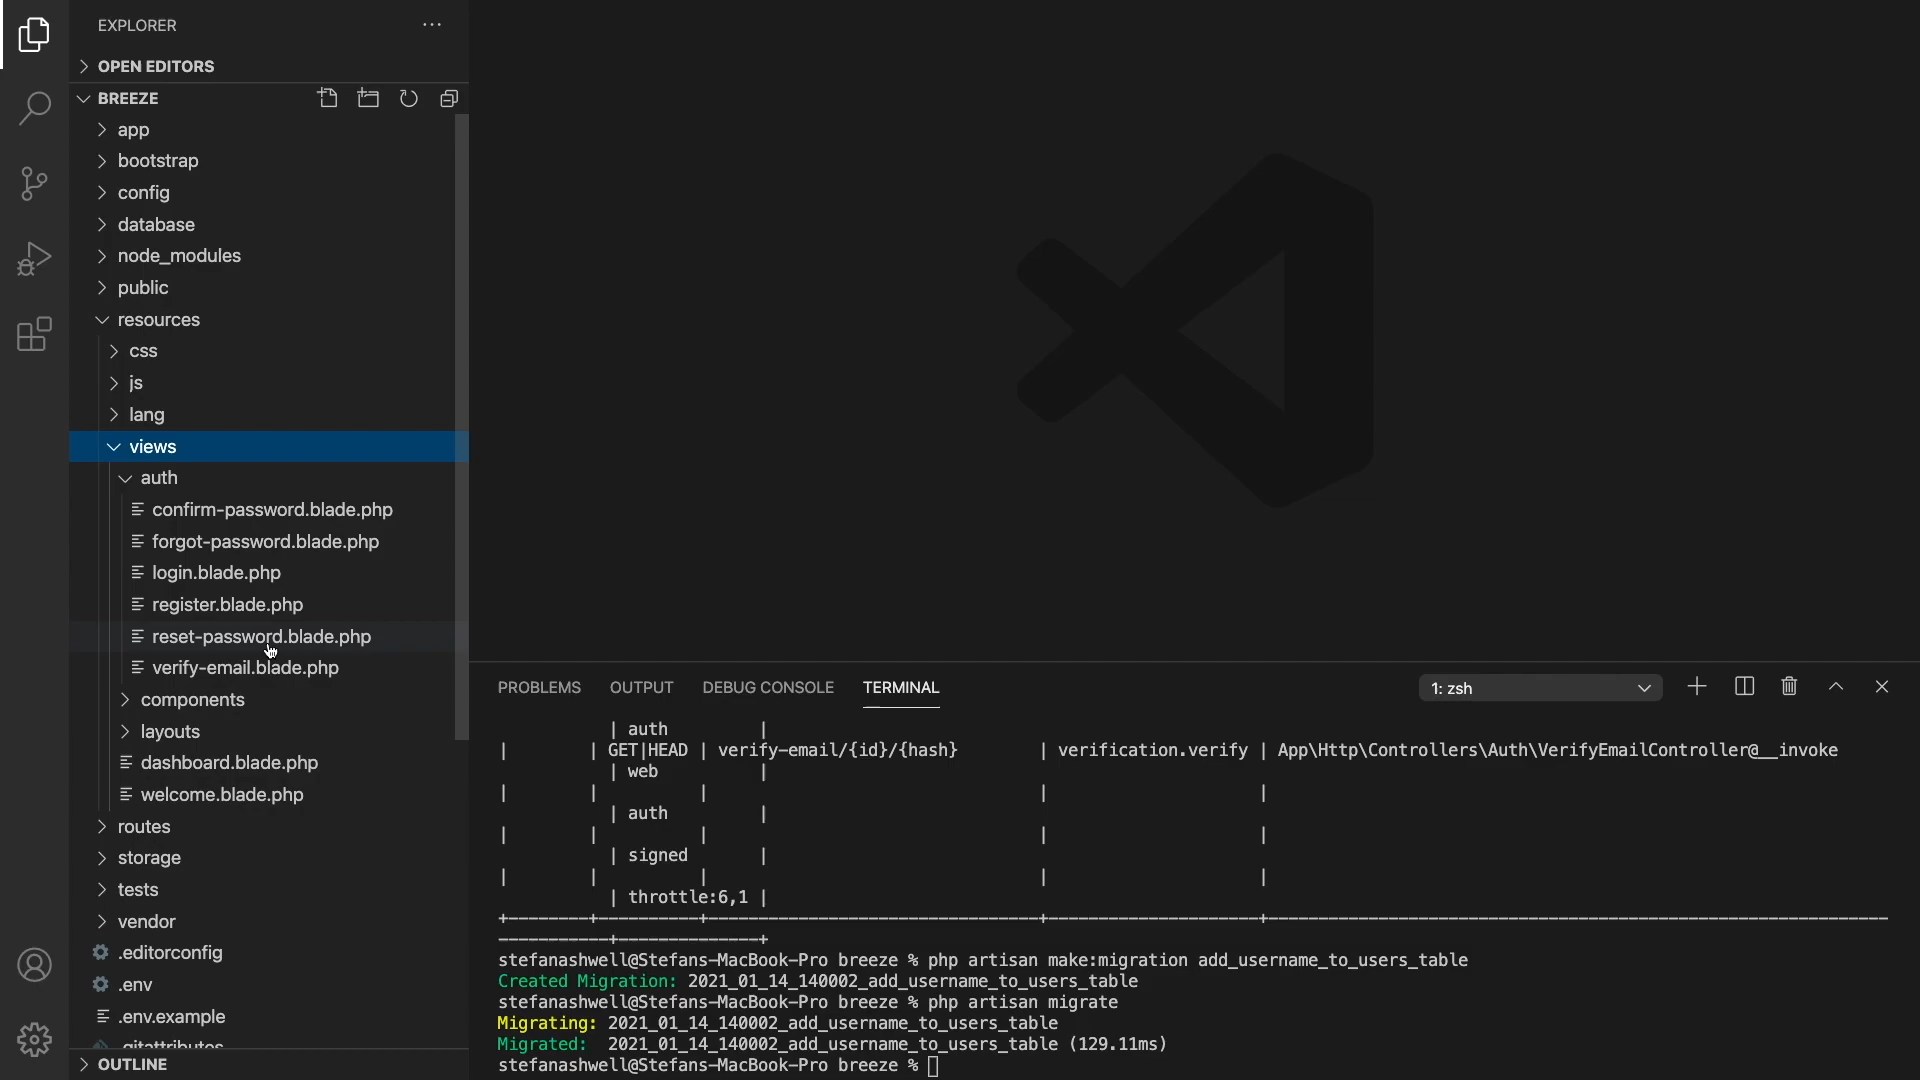 EXPLORER
OPEN EDITORS
BREEZE
app
bootstrap
config
database
node_modules
public
resources
css
js
lang
views
auth
confirm-password.blade.php
forgot-password.blade.php
login.blade.php
register.blade.php
reset-password.blade.php
verify-email.blade.php
components
layouts
dashboard.blade.php
welcome.blade.php
routes
storage
tests
vendor
.editorconfig
.env
.env.example
.gitattributes
OUTLINE
PROBLEMS OUTPUT DEBUG CONSOLE TERMINAL 1: zsh
| auth |
| | GET|HEAD | verify-email/{id}/{hash} | verification.verify | App\Http\Controllers\Auth\VerifyEmailController@__invoke
| web |
| | | | |
| auth |
| | | | |
| signed |
| | | | |
| throttle:6,1 |
+---------+----------+---------------------------------+---------------------+--------------------------------------------------------------
-----------+--------------+
stefanashwell@Stefans-MacBook-Pro breeze % php artisan make:migration add_username_to_users_table
Created Migration: 2021_01_14_140002_add_username_to_users_table
stefanashwell@Stefans-MacBook-Pro breeze % php artisan migrate
Migrating: 2021_01_14_140002_add_username_to_users_table
Migrated: 2021_01_14_140002_add_username_to_users_table (129.11ms)
stefanashwell@Stefans-MacBook-Pro breeze %